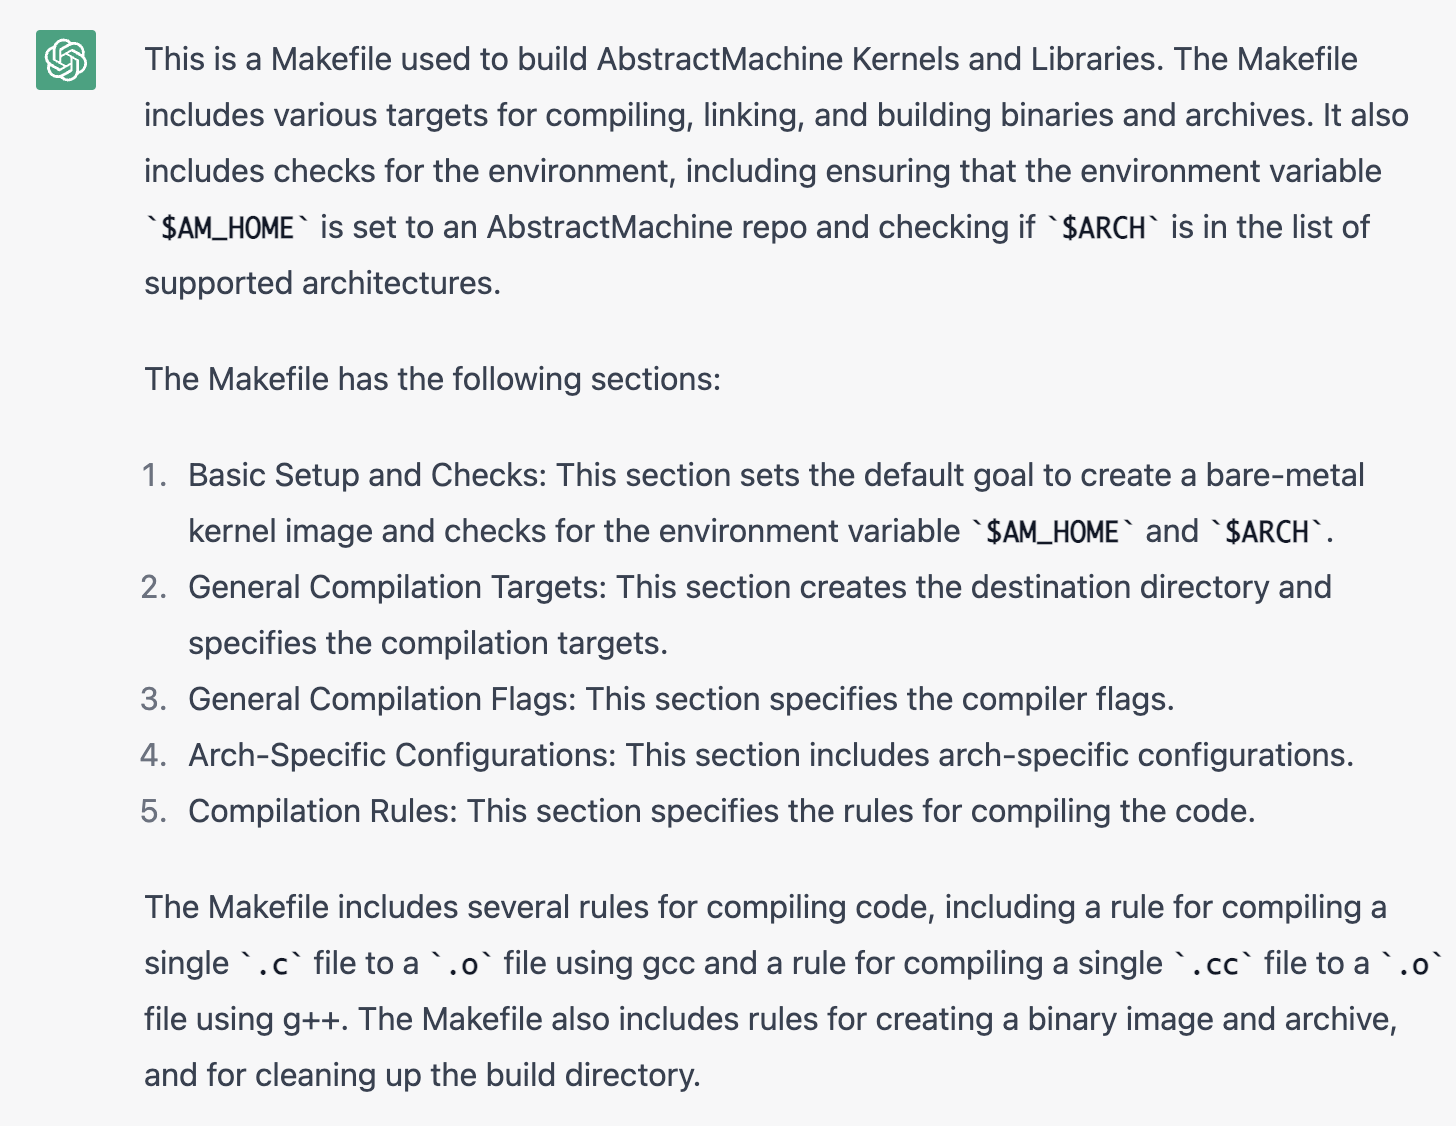 This is a Makefile used to build AbstractMachine Kernels and Libraries. The Makefile
includes various targets for compiling, linking, and building binaries and archives. It also
includes checks for the environment, including ensuring that the environment variable
`$AM_HOME` is set to an AbstractMachine repo and checking if `$ARCH` is in the list of
supported architectures.
The Makefile has the following sections:
1. Basic Setup and Checks: This section sets the default goal to create a bare-metal
kernel image and checks for the environment variable `$AM_HOME` and `$ARCH`.
2. General Compilation Targets: This section creates the destination directory and
specifies the compilation targets.
3. General Compilation Flags: This section specifies the compiler flags.
4. Arch-Specific Configurations: This section includes arch-specific configurations.
5. Compilation Rules: This section specifies the rules for compiling the code.
The Makefile includes several rules for compiling code, including a rule for compiling a
single `.c` file to a `.o` file using gcc and a rule for compiling a single `.cc` file to a `.o`
file using g++. The Makefile also includes rules for creating a binary image and archive,
and for cleaning up the build directory.